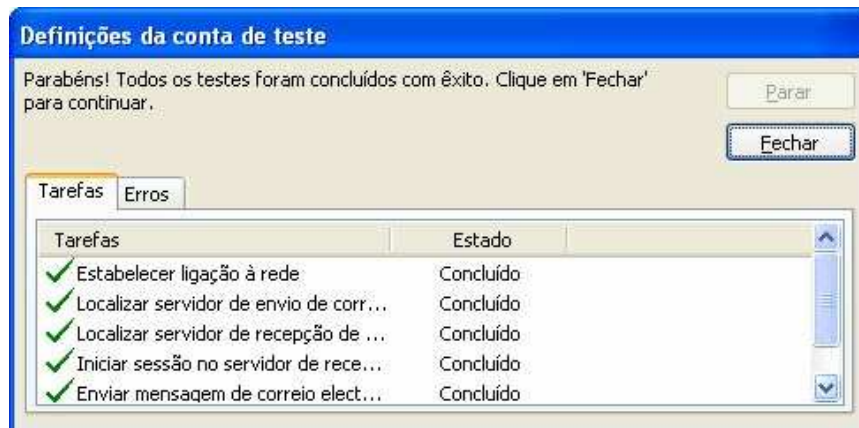 Definições da conta de teste
Parabéns! Todos os testes foram concluídos com êxito. Clique em 'Fechar'
para continuar.
Parar
Fechar
Tarefas Erros
Tarefas Estado
Estabelecer ligação à rede Concluído
Localizar servidor de envio de corr... Concluído
Localizar servidor de recepção de ... Concluído
Iniciar sessão no servidor de rece... Concluído
Enviar mensagem de correio elect... Concluído